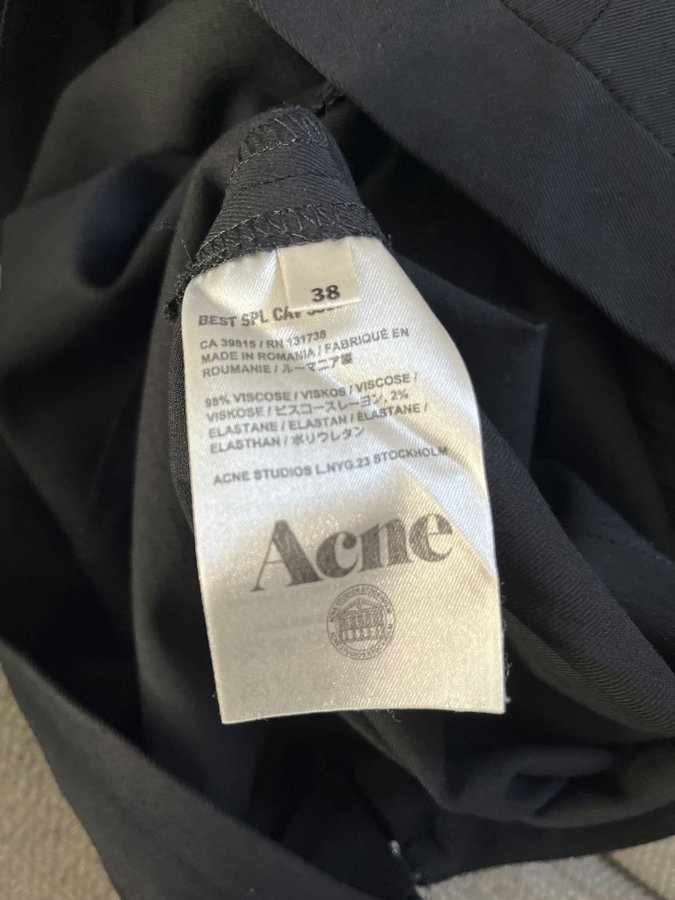 38
BEST SPL CAV
CA 39815 / RN 131738
MADE IN ROMANIA / FABRIQUÉ EN
ROUMANIE / ルーマニア製
98% VISCOSE / VISKOS / VISCOSE /
VISKOSE / ビスコースレーヨン, 2%
ELASTANE / ELASTAN / ÉLASTANE /
ELASTHAN / ポリウレタン
ACNE STUDIOS L.NYG.23 STOCKHOLM
Acne